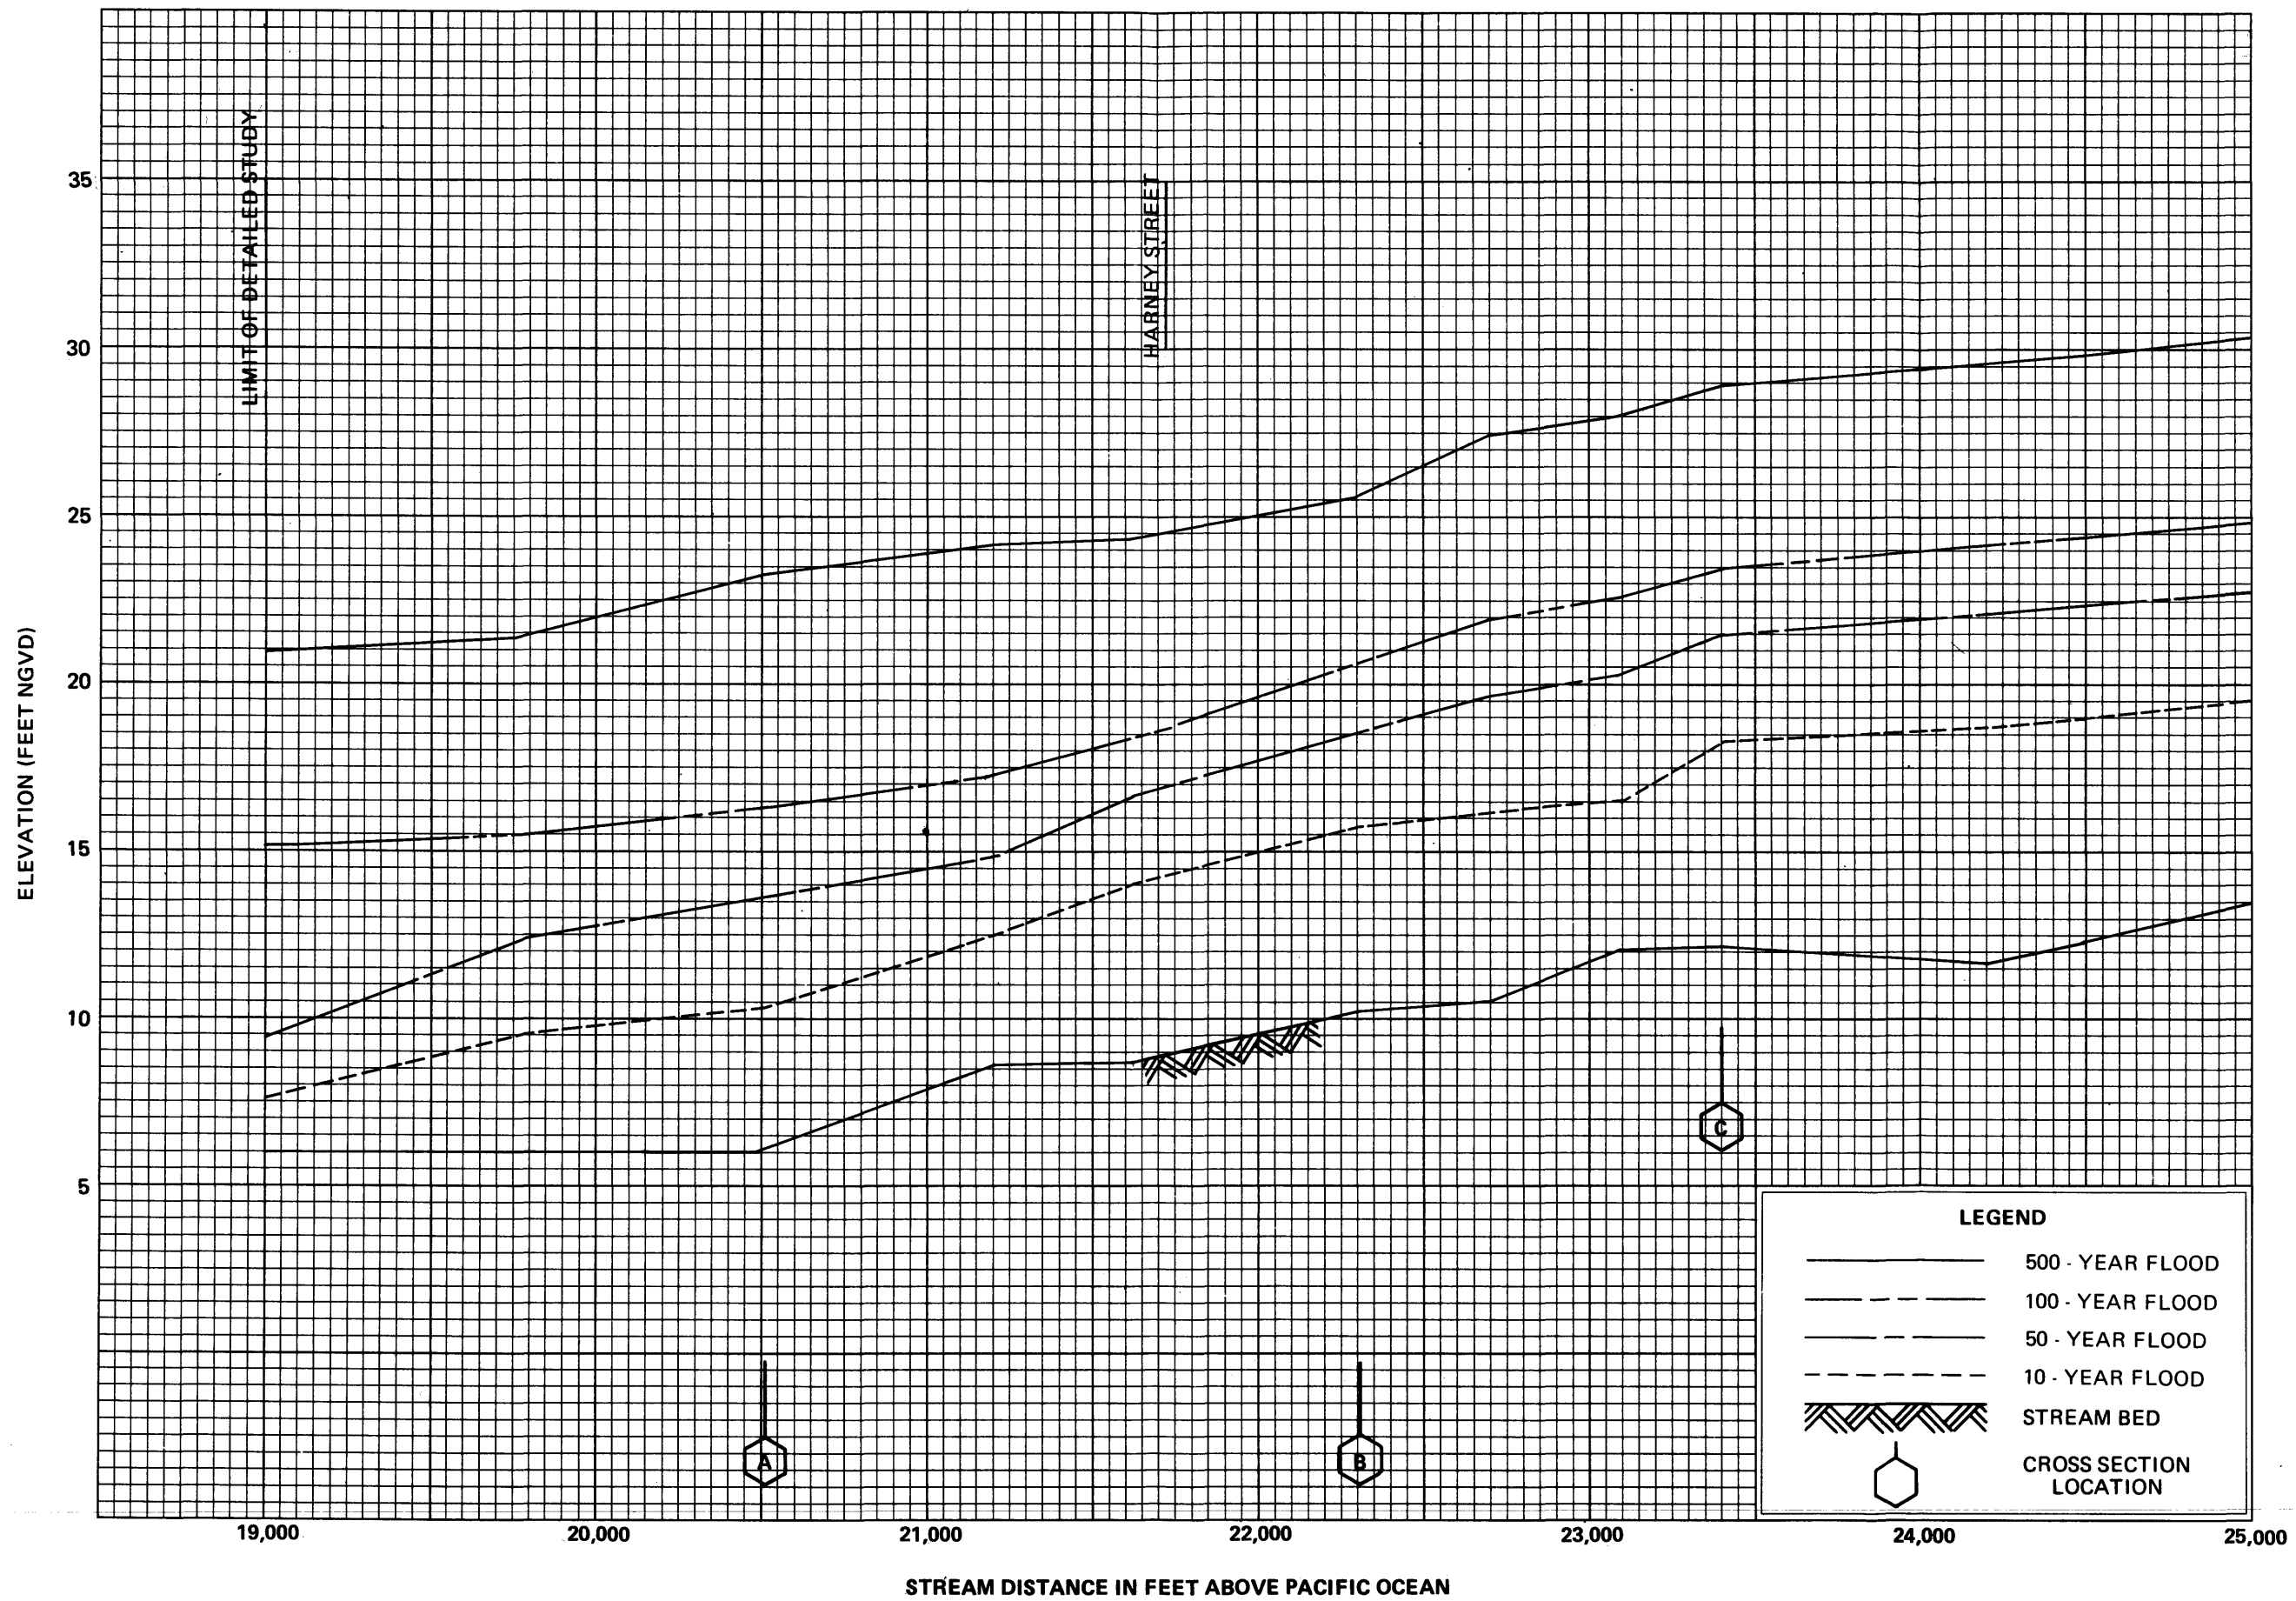 LIMIT OF DETAILED STUDY
HARNEY STREET
ELEVATION (FEET NGVD)
35
30
25
20
15
10
5
A
B
C
LEGEND
500 - YEAR FLOOD
100 - YEAR FLOOD
50 - YEAR FLOOD
10 - YEAR FLOOD
STREAM BED
CROSS SECTION
LOCATION
19,000
20,000
21,000
22,000
23,000
24,000
25,000
STREAM DISTANCE IN FEET ABOVE PACIFIC OCEAN